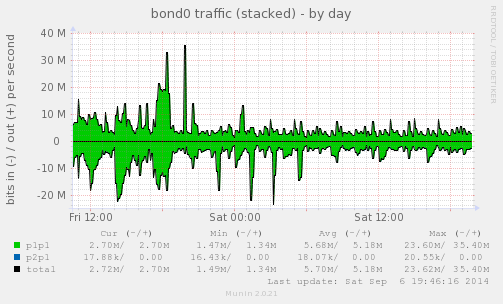 bond0 traffic (stacked) - by day
RRDTOOL / TOBI OETIKER
bits in (-) / out (+) per second
40 M
30 M
20 M
10 M
0
-10 M
-20 M
Fri 12:00 Sat 00:00 Sat 12:00
Cur (-/+) Min (-/+) Avg (-/+) Max (-/+)
p1p1 2.70M/ 2.70M 1.47M/ 1.34M 5.68M/ 5.18M 23.60M/ 35.40M
p2p1 17.88k/ 0.00 16.43k/ 0.00 18.07k/ 0.00 20.55k/ 0.00
total 2.72M/ 2.70M 1.49M/ 1.34M 5.70M/ 5.18M 23.62M/ 35.40M
Last update: Sat Sep 6 19:46:16 2014
Munin 2.0.21